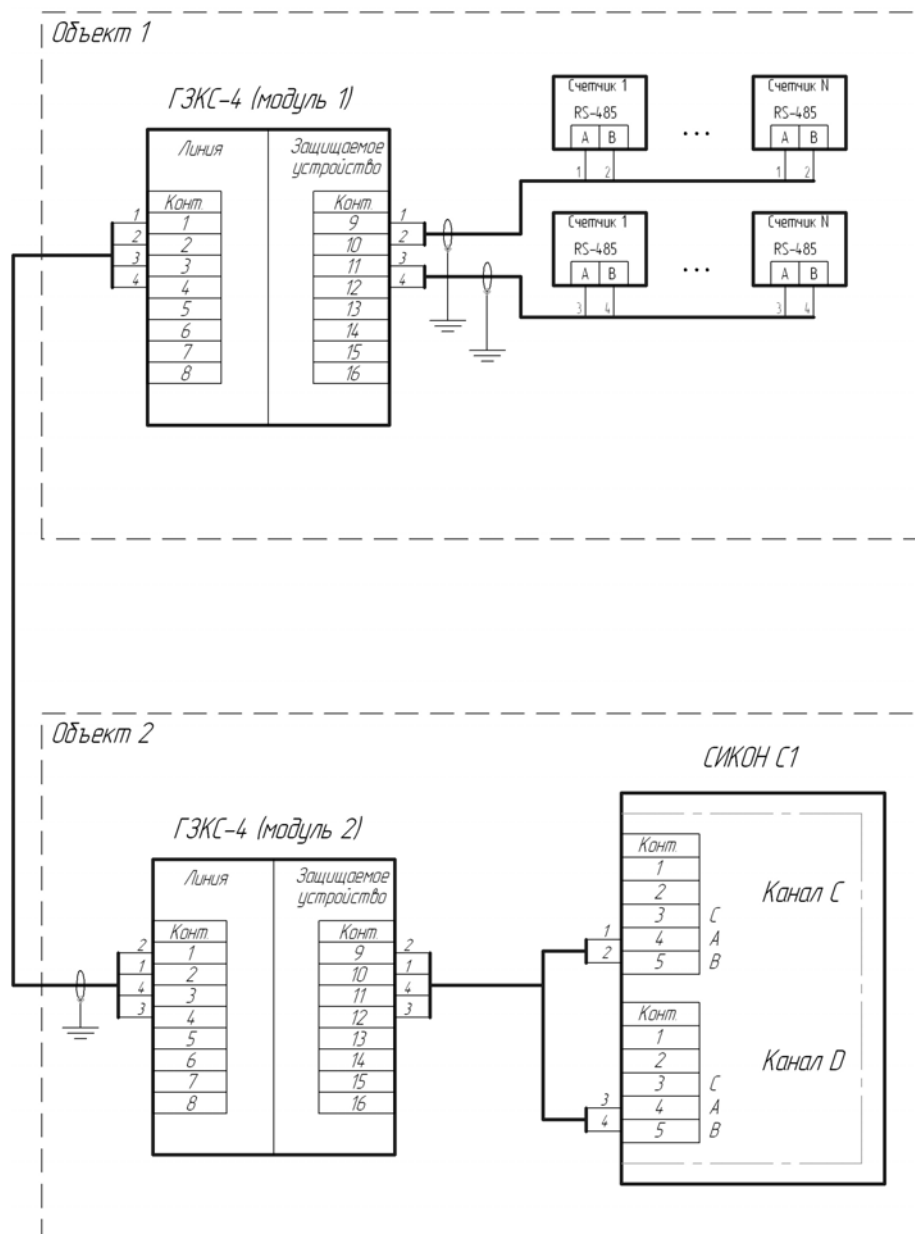 Объект 1
ГЗКС-4 (модуль 1)
Линия
Защищаемое
устройство
Конт.
1
2
3
4
5
6
7
8
Конт.
9
10
11
12
13
14
15
16
1
2
3
4
1
2
3
4
Счетчик 1
RS-485
A B
1 2
...
Счетчик N
RS-485
A B
1 2
Счетчик 1
RS-485
A B
3 4
...
Счетчик N
RS-485
A B
3 4
Объект 2
ГЗКС-4 (модуль 2)
Линия
Защищаемое
устройство
Конт.
1
2
3
4
5
6
7
8
Конт.
9
10
11
12
13
14
15
16
2
1
4
3
2
1
4
3
СИКОН С1
Конт.
1
2
3 C
4 A
5 B
Канал C
1
2
Конт.
1
2
3 C
4 A
5 B
Канал D
3
4